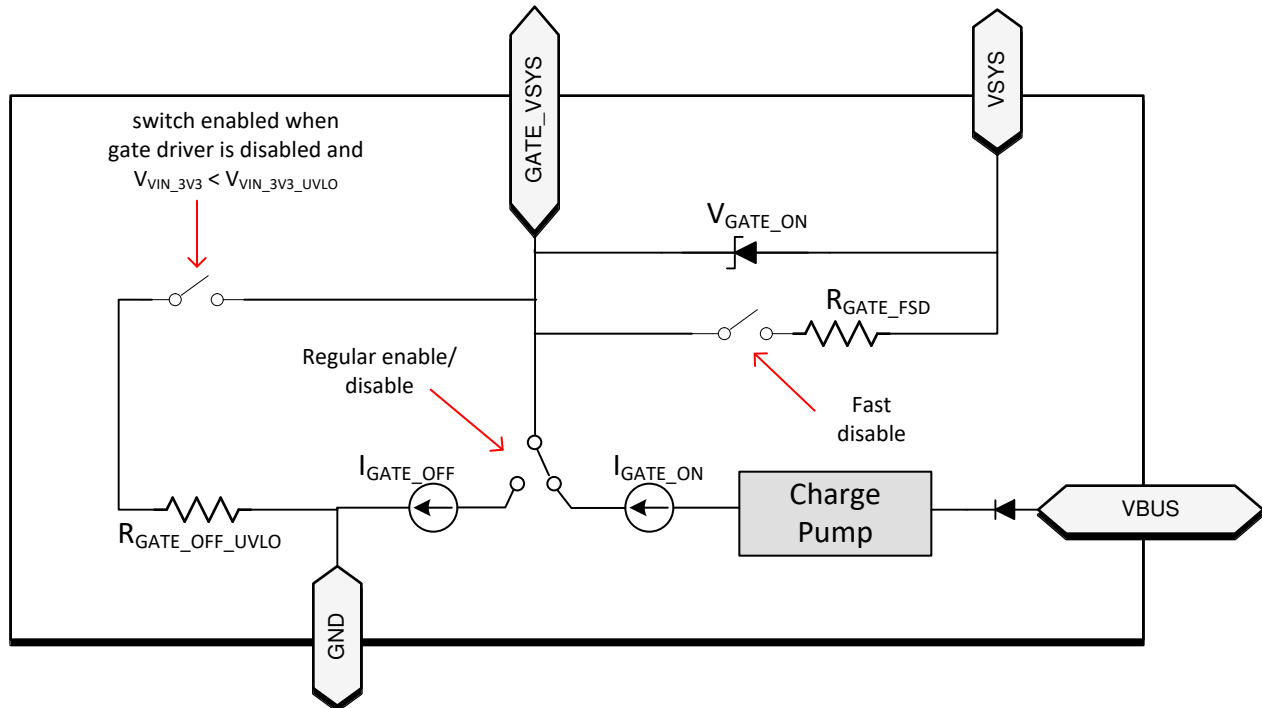 GATE_VSYS
VSYS
switch enabled when
gate driver is disabled and
VVIN_3V3 < VVIN_3V3_UVLO
VGATE_ON
RGATE_FSD
Regular enable/
disable
Fast
disable
IGATE_OFF
IGATE_ON
Charge
Pump
VBUS
RGATE_OFF_UVLO
GND